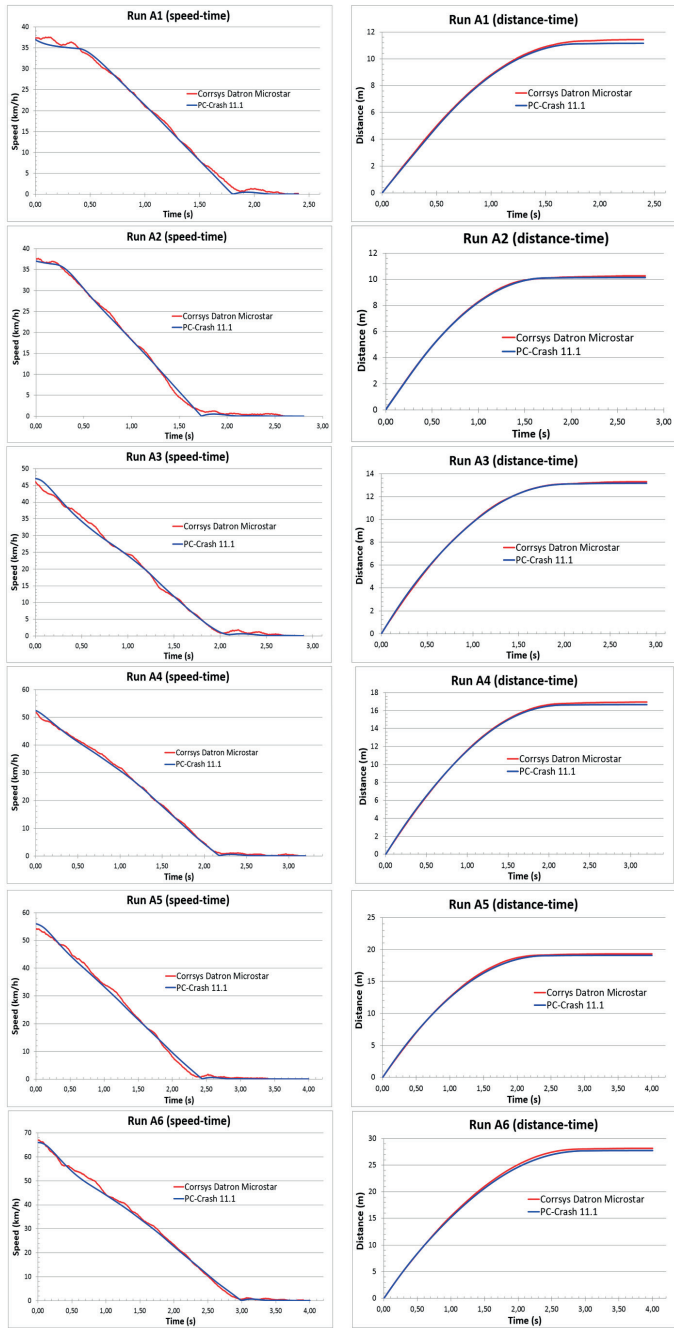 Run A1 (speed-time)
Speed (km/h)
40
35
30
25
20
15
10
5
0
Corrsys Datron Microstar
PC-Crash 11.1
0,00 0,50 1,00 1,50 2,00 2,50
Time (s)
Run A1 (distance-time)
Distance (m)
12
10
8
6
4
2
0
Corrsys Datron Microstar
PC-Crash 11.1
0,00 0,50 1,00 1,50 2,00 2,50
Time (s)
Run A2 (speed-time)
Speed (km/h)
40
35
30
25
20
15
10
5
0
Corrsys Datron Microstar
PC-Crash 11.1
0,00 0,50 1,00 1,50 2,00 2,50 3,00
Time (s)
Run A2 (distance-time)
Distance (m)
12
10
8
6
4
2
0
Corrsys Datron Microstar
PC-Crash 11.1
0,00 0,50 1,00 1,50 2,00 2,50 3,00
Time (s)
Run A3 (speed-time)
Speed (km/h)
50
45
40
35
30
25
20
15
10
5
0
Corrsys Datron Microstar
PC-Crash 11.1
0,00 0,50 1,00 1,50 2,00 2,50 3,00
Time (s)
Run A3 (distance-time)
Distance (m)
14
12
10
8
6
4
2
0
Corrsys Datron Microstar
PC-Crash 11.1
0,00 0,50 1,00 1,50 2,00 2,50 3,00
Time (s)
Run A4 (speed-time)
Speed (km/h)
60
50
40
30
20
10
0
Corrsys Datron Microstar
PC-Crash 11.1
0,00 0,50 1,00 1,50 2,00 2,50 3,00
Time (s)
Run A4 (distance-time)
Distance (m)
18
16
14
12
10
8
6
4
2
0
Corrsys Datron Microstar
PC-Crash 11.1
0,00 0,50 1,00 1,50 2,00 2,50 3,00
Time (s)
Run A5 (speed-time)
Speed (km/h)
60
50
40
30
20
10
0
Corrsys Datron Microstar
PC-Crash 11.1
0,00 0,50 1,00 1,50 2,00 2,50 3,00 3,50 4,00
Time (s)
Run A5 (distance-time)
Distance (m)
25
20
15
10
5
0
Corrsys Datron Microstar
PC-Crash 11.1
0,00 0,50 1,00 1,50 2,00 2,50 3,00 3,50 4,00
Time (s)
Run A6 (speed-time)
Speed (km/h)
70
60
50
40
30
20
10
0
Corrsys Datron Microstar
PC-Crash 11.1
0,00 0,50 1,00 1,50 2,00 2,50 3,00 3,50 4,00
Time (s)
Run A6 (distance-time)
Distance (m)
30
25
20
15
10
5
0
Corrsys Datron Microstar
PC-Crash 11.1
0,00 0,50 1,00 1,50 2,00 2,50 3,00 3,50 4,00
Time (s)